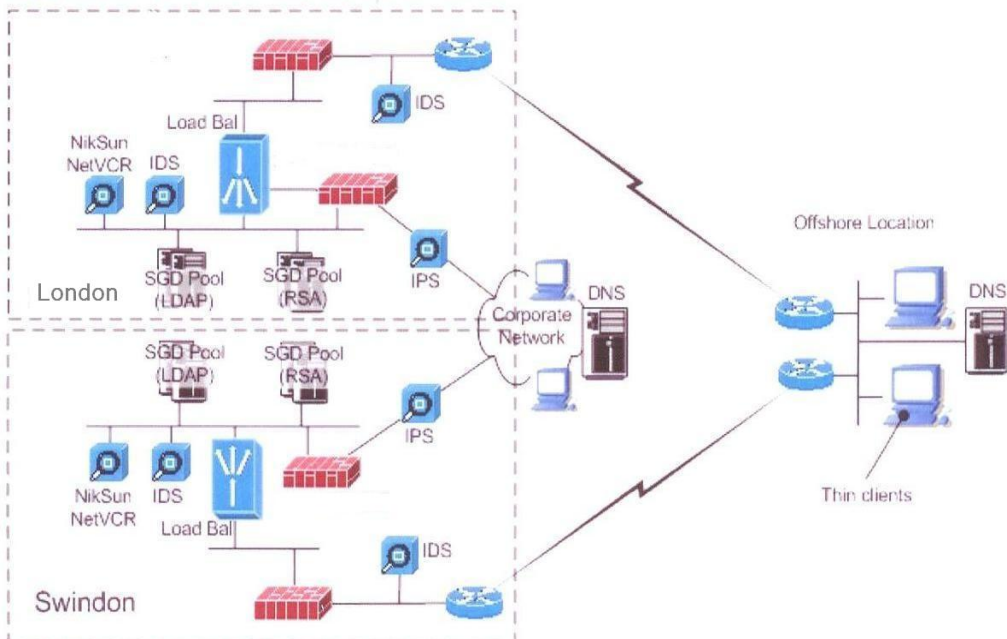 IDS
Load Bal
NikSun
NetVCR
IDS
SGD Pool
(LDAP)
SGD Pool
(RSA)
IPS
London
Offshore Location
DNS
Corporate
Network
DNS
SGD Pool
(LDAP)
SGD Pool
(RSA)
IPS
NikSun
NetVCR
IDS
Load Bal
Thin clients
IDS
Swindon